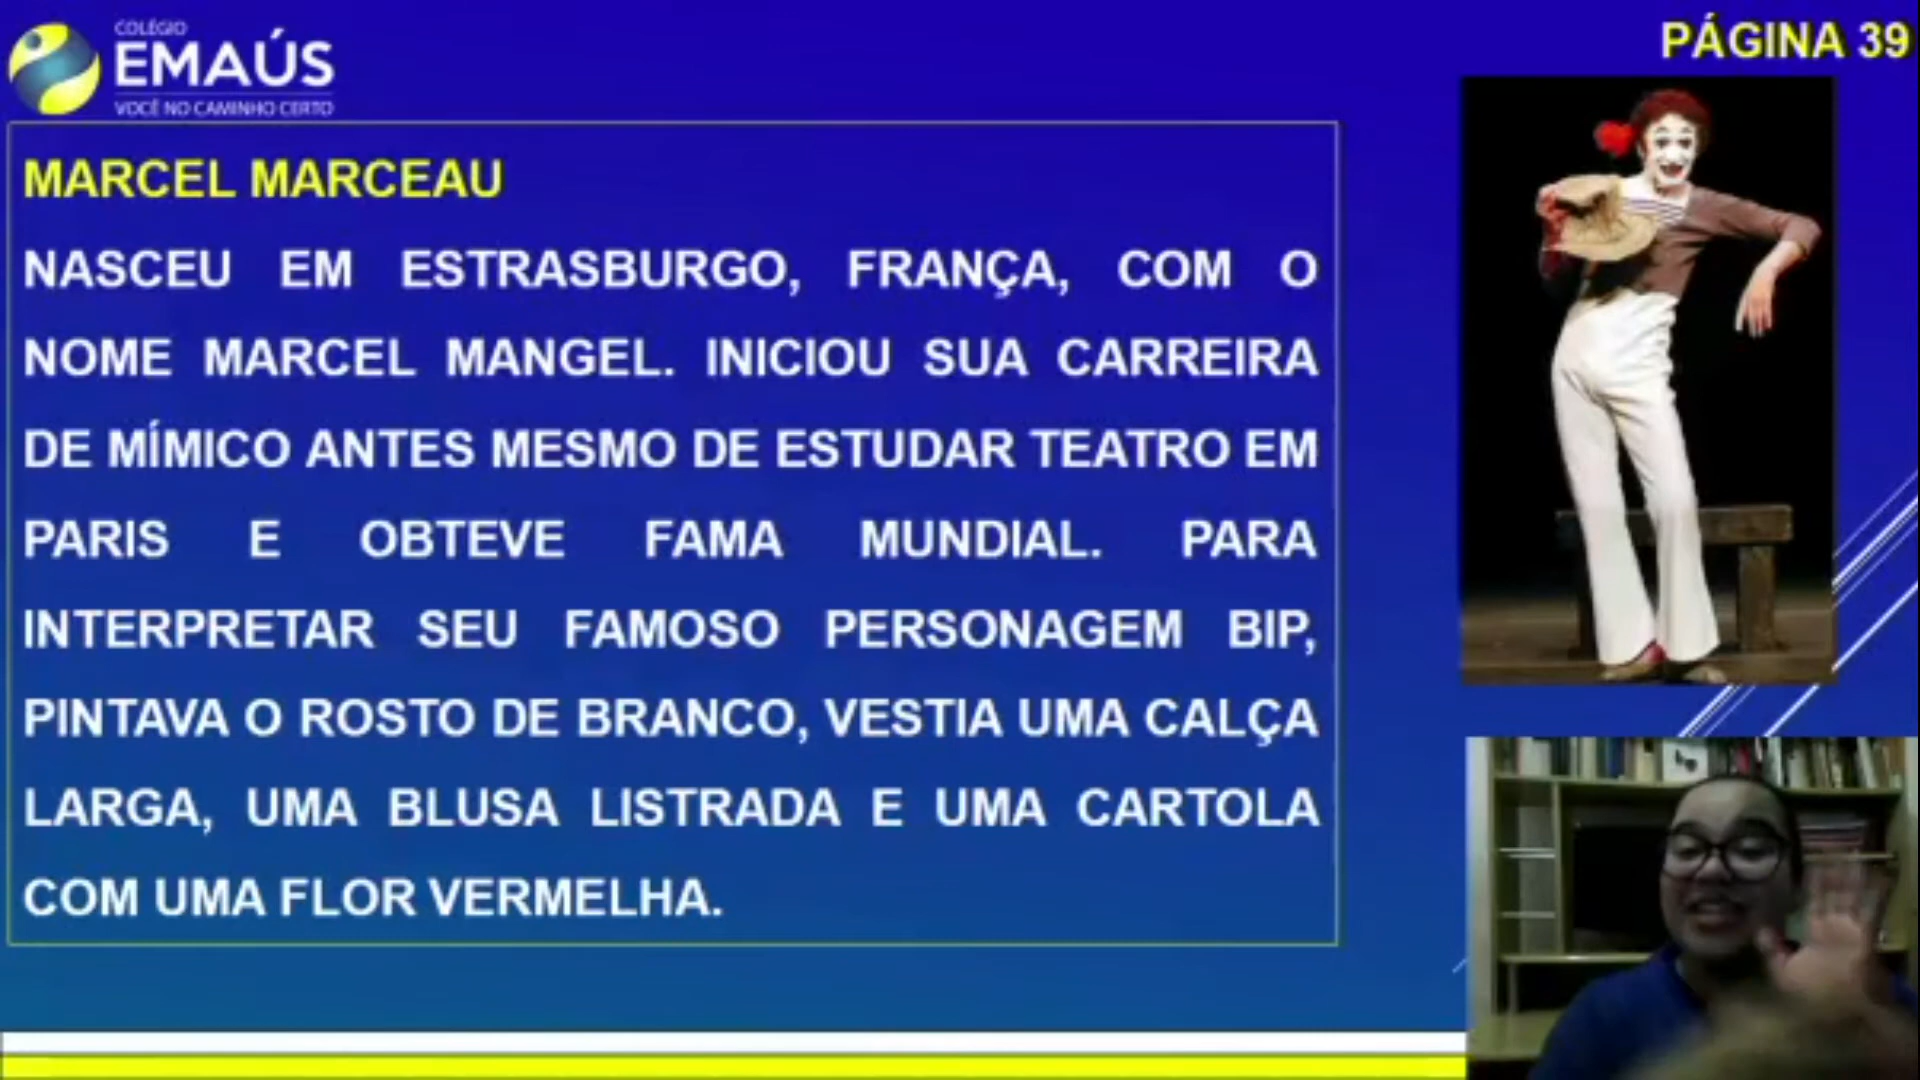 COLÉGIO
EMAÚS
VOCÊ NO CAMINHO CERTO
PÁGINA 39
MARCEL MARCEAU
NASCEU EM ESTRASBURGO, FRANÇA, COM O
NOME MARCEL MANGEL. INICIOU SUA CARREIRA
DE MÍMICO ANTES MESMO DE ESTUDAR TEATRO EM
PARIS E OBTEVE FAMA MUNDIAL. PARA
INTERPRETAR SEU FAMOSO PERSONAGEM BIP,
PINTAVA O ROSTO DE BRANCO, VESTIA UMA CALÇA
LARGA, UMA BLUSA LISTRADA E UMA CARTOLA
COM UMA FLOR VERMELHA.